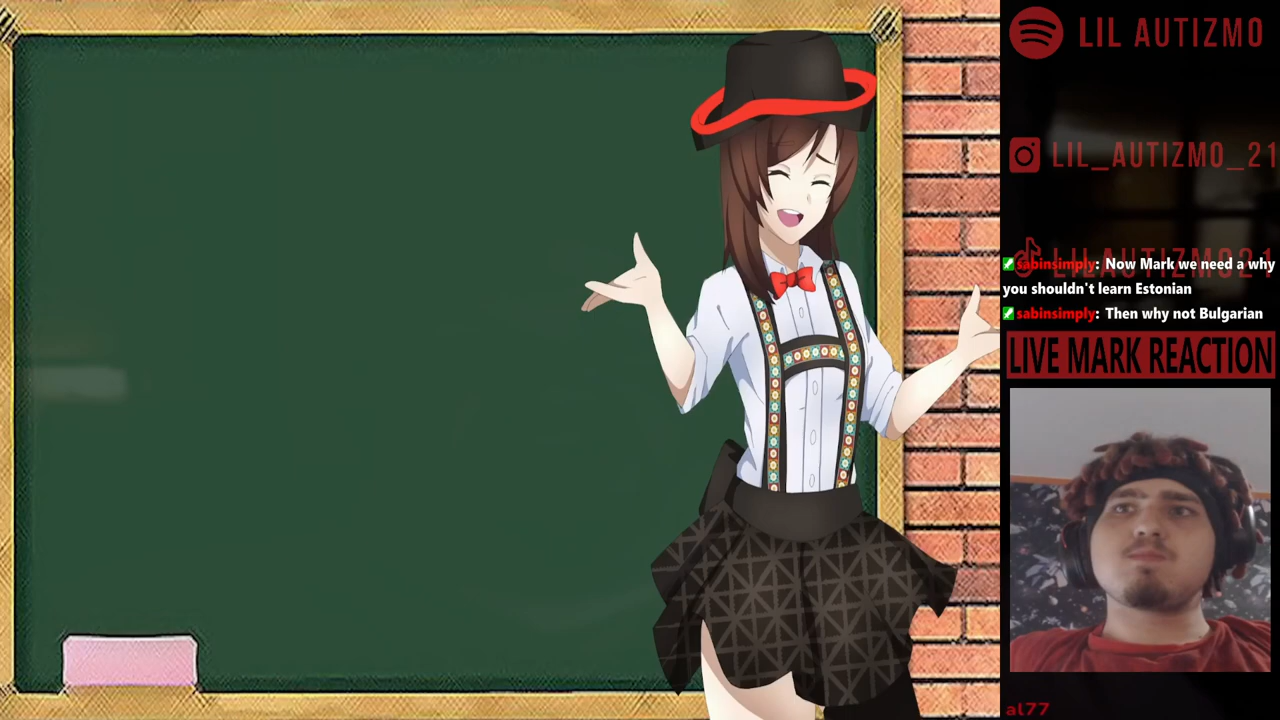 LIL AUTIZMO
LIL_AUTIZMO_21
LILAUTIZMO21
sabinsimply: Now Mark we need a why
you shouldn't learn Estonian
sabinsimply: Then why not Bulgarian
LIVE MARK REACTION
al77